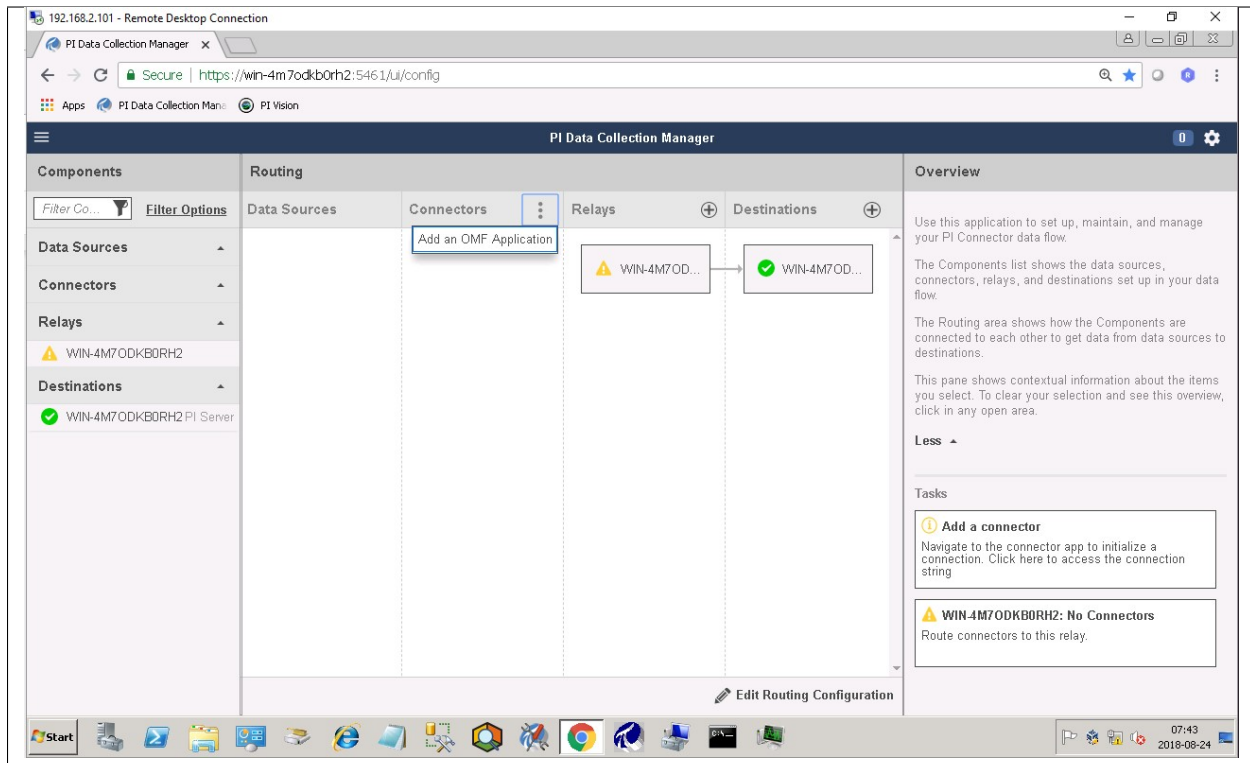 192.168.2.101 - Remote Desktop Connection
PI Data Collection Manager
Secure | https://win-4m7odkb0rh2:5461/ui/config
Apps PI Data Collection Mana PI Vision
PI Data Collection Manager
0
Components
Routing
Overview
Filter Co...
Filter Options
Data Sources
Connectors
Relays
Destinations
Add an OMF Application
Data Sources
Connectors
Relays
WIN-4M7ODKB0RH2
Destinations
WIN-4M7ODKB0RH2 PI Server
WIN-4M7OD...
WIN-4M7OD...
Edit Routing Configuration
Use this application to set up, maintain, and manage
your PI Connector data flow.
The Components list shows the data sources,
connectors, relays, and destinations set up in your data
flow.
The Routing area shows how the Components are
connected to each other to get data from data sources to
destinations.
This pane shows contextual information about the items
you select. To clear your selection and see this overview,
click in any open area.
Less
Tasks
Add a connector
Navigate to the connector app to initialize a
connection. Click here to access the connection
string
WIN-4M7ODKB0RH2: No Connectors
Route connectors to this relay.
Start
07:43
2018-08-24